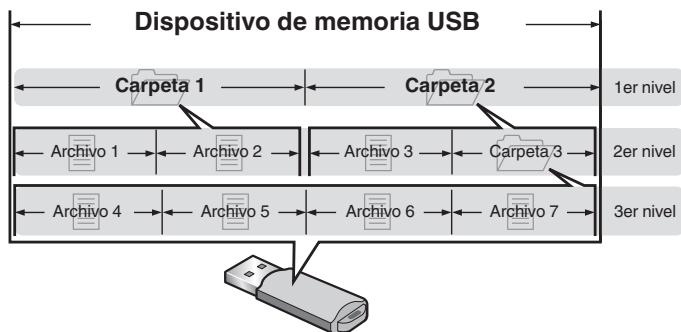 Dispositivo de memoria USB
Carpeta 1 Carpeta 2 1er nivel
Archivo 1 Archivo 2 Archivo 3 Carpeta 3 2er nivel
Archivo 4 Archivo 5 Archivo 6 Archivo 7 3er nivel